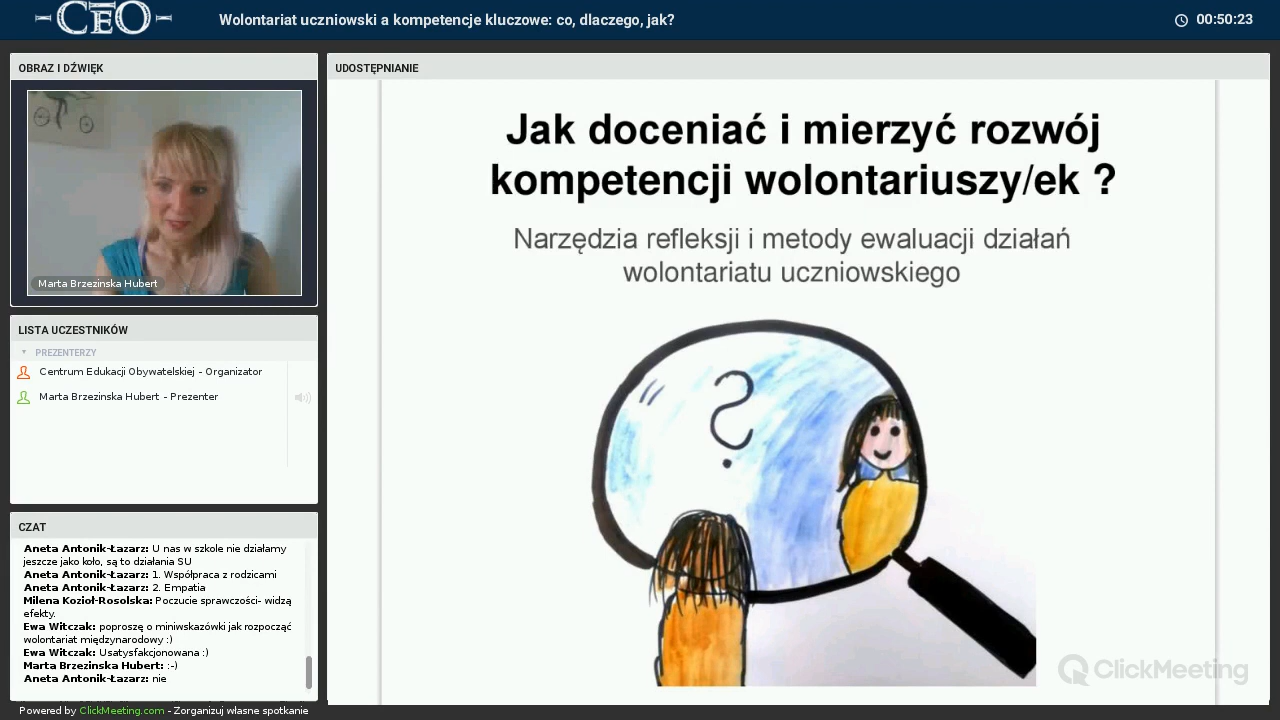 CEO
Wolontariat uczniowski a kompetencje kluczowe: co, dlaczego, jak?
00:50:23
OBRAZ I DŹWIĘK
Marta Brzezinska Hubert
LISTA UCZESTNIKÓW
PREZENTERZY
Centrum Edukacji Obywatelskiej - Organizator
Marta Brzezinska Hubert - Prezenter
CZAT
Aneta Antonik-Łazarz: U nas w szkole nie działamy
jeszcze jako koło, są to działania SU
Aneta Antonik-Łazarz: 1. Współpraca z rodzicami
Aneta Antonik-Łazarz: 2. Empatia
Milena Kozioł-Rosolska: Poczucie sprawczości- widzą
efekty.
Ewa Witczak: poproszę o miniwskazówki jak rozpocząć
wolontariat międzynarodowy :)
Ewa Witczak: Usatysfakcjonowana :)
Marta Brzezinska Hubert: :-)
Aneta Antonik-Łazarz: nie
Powered by ClickMeeting.com - Zorganizuj własne spotkanie
UDOSTĘPNIANIE
Jak doceniać i mierzyć rozwój
kompetencji wolontariuszy/ek ?
Narzędzia refleksji i metody ewaluacji działań
wolontariatu uczniowskiego
?
ClickMeeting